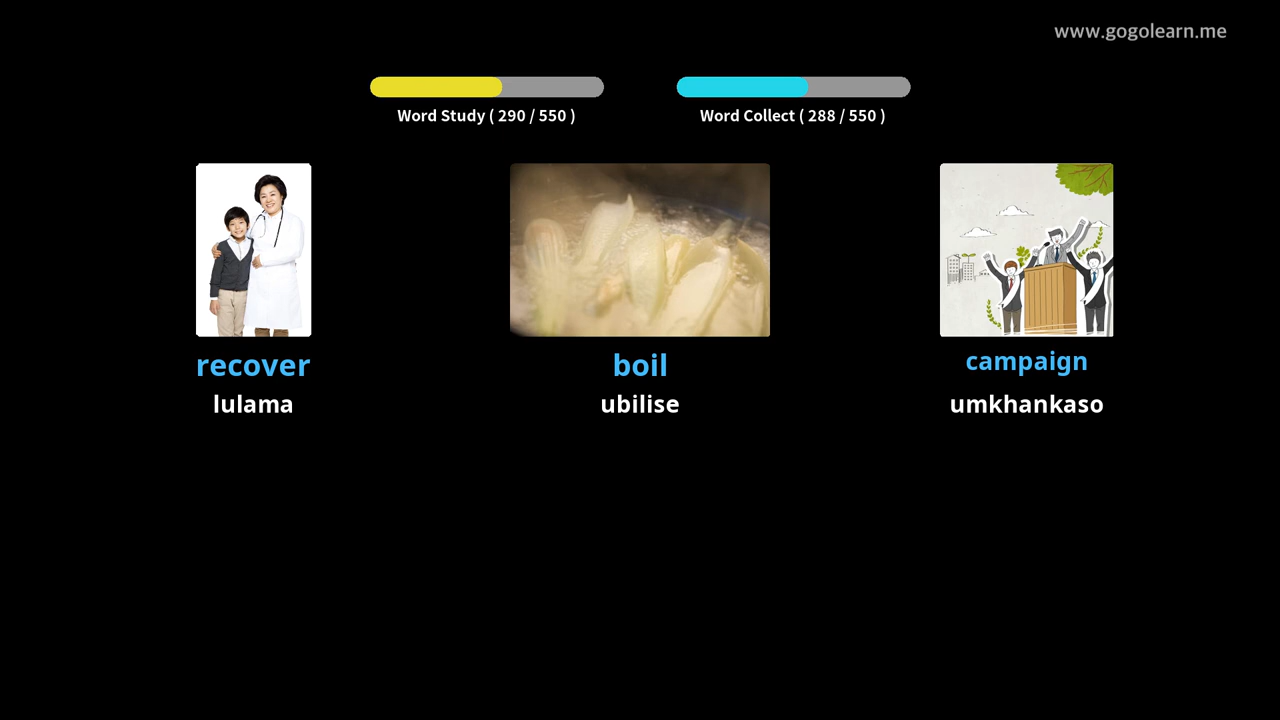 www.gogolearn.me
Word Study ( 290 / 550 )
Word Collect ( 288 / 550 )
recover
boil
campaign
lulama
ubilise
umkhankaso